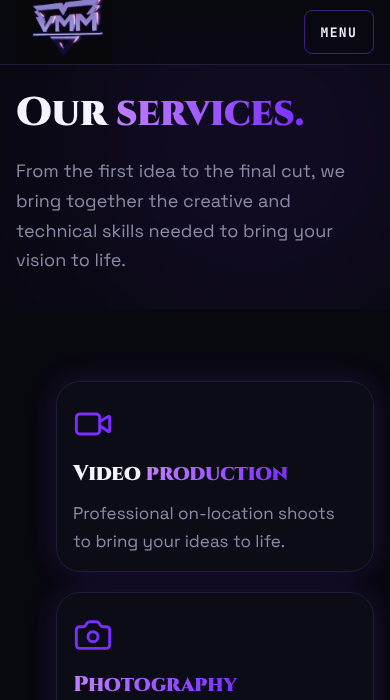 VMM
MENU
Our services.
From the first idea to the final cut, we
bring together the creative and
technical skills needed to bring your
vision to life.
Video production
Professional on-location shoots
to bring your ideas to life.
Photography